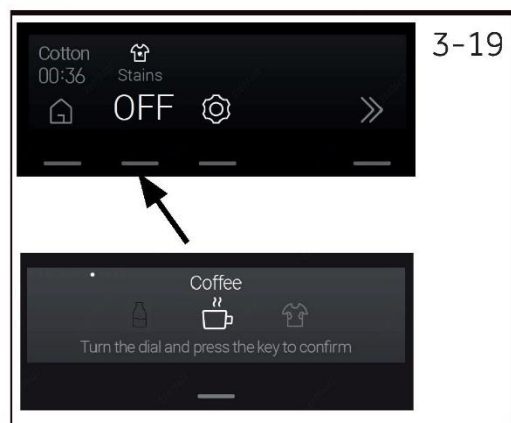 3-19
Cotton
00:36
Stains
OFF
Coffee
Turn the dial and press the key to confirm